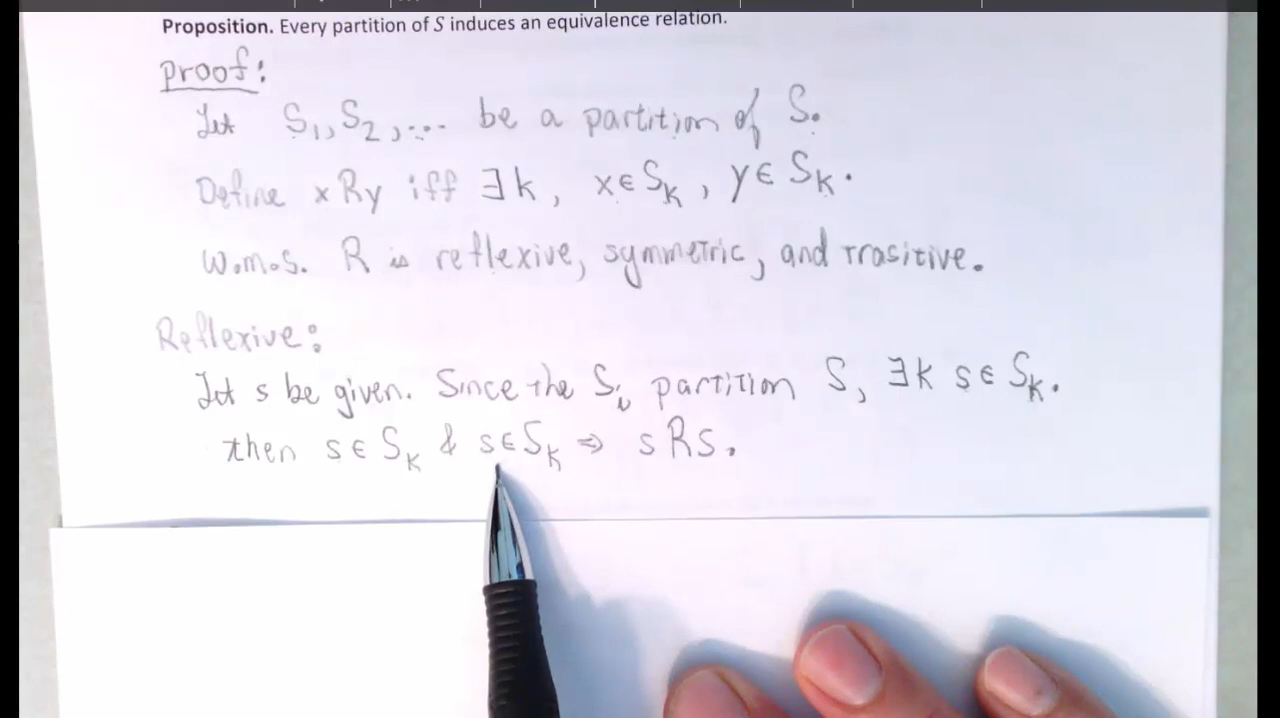 Proposition. Every partition of S induces an equivalence relation.
Proof:
Let S₁, S₂, ... be a partition of S.
Define xRy iff ∃k, x∈Sₖ, y∈Sₖ.
W.m.s. R is reflexive, symmetric, and trasitive.
Reflexive:
Let s be given. Since the Sᵢ partition S, ∃k s∈Sₖ.
then s∈Sₖ & s∈Sₖ ⇒ sRs.